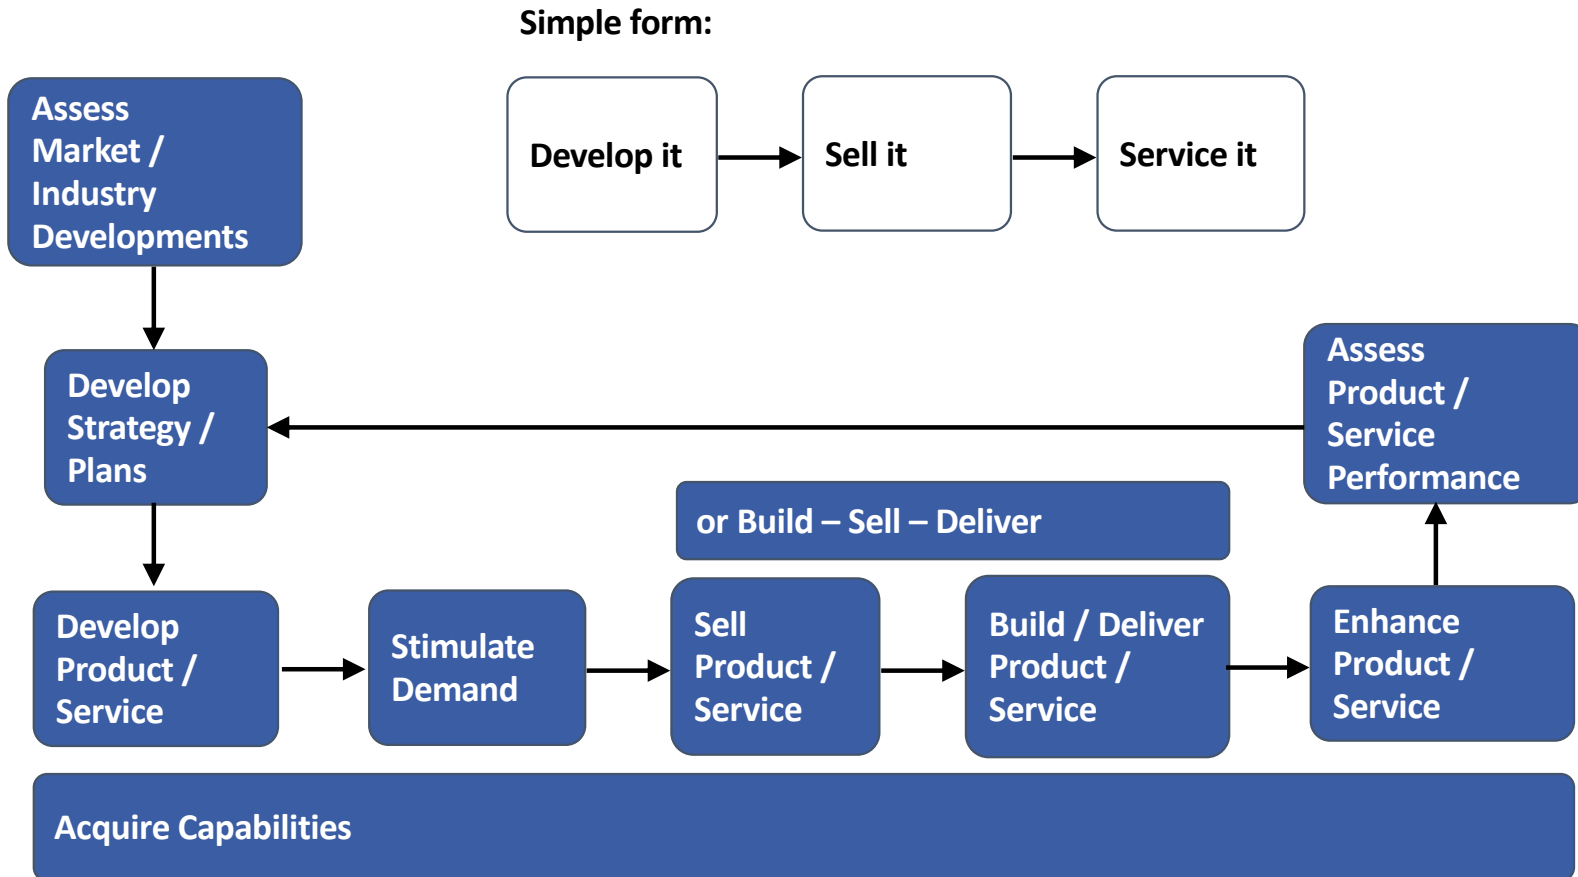 Simple form:
Assess
Market /
Industry
Developments
Develop it
Sell it
Service it
Develop
Strategy /
Plans
Assess
Product /
Service
Performance
or Build – Sell – Deliver
Develop
Product /
Service
Stimulate
Demand
Sell
Product /
Service
Build / Deliver
Product /
Service
Enhance
Product /
Service
Acquire Capabilities